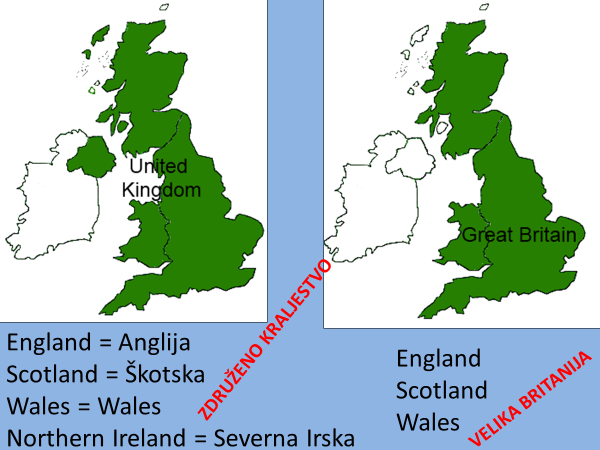 United
Kingdom
Great Britain
England = Anglija
Scotland = Škotska
Wales = Wales
Northern Ireland = Severna Irska
ZDRUŽENO KRALJESTVO
England
Scotland
Wales
VELIKA BRITANIJA